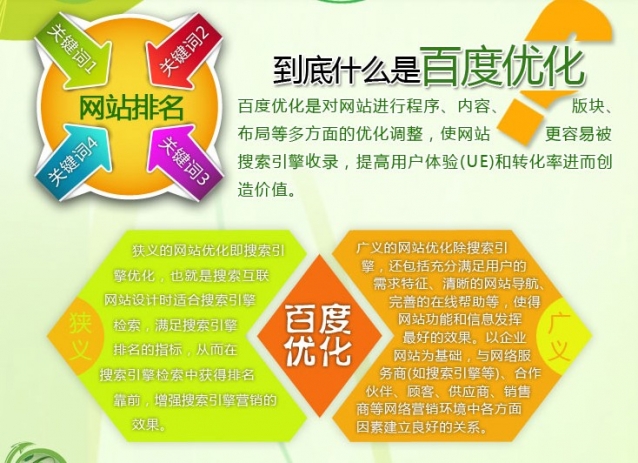 关键词1
关键词2
网站排名
关键词4
关键词3
到底什么是百度优化
百度优化是对网站进行程序、内容、版块、
布局等多方面的优化调整，使网站更容易被
搜索引擎收录，提高用户体验(UE)和转化率进而创
造价值。
狭义的网站优化即搜索引
擎优化，也就是搜索互联
网站设计时适合搜索引擎
检索，满足搜索引擎
排名的指标，从而在
搜索引擎检索中获得排名
靠前，增强搜索引擎营销的
效果。
狭义
百度
优化
广义的网站优化除搜索引
擎，还包括充分满足用户的
需求特征、清晰的网站导航、
完善的在线帮助等，使得
网站功能和信息发挥
最好的效果。以企业
网站为基础，与网络服
务商(如搜索引擎等)、合作
伙伴、顾客、供应商、销售
商等网络营销环境中各方面
因素建立良好的关系。
广义